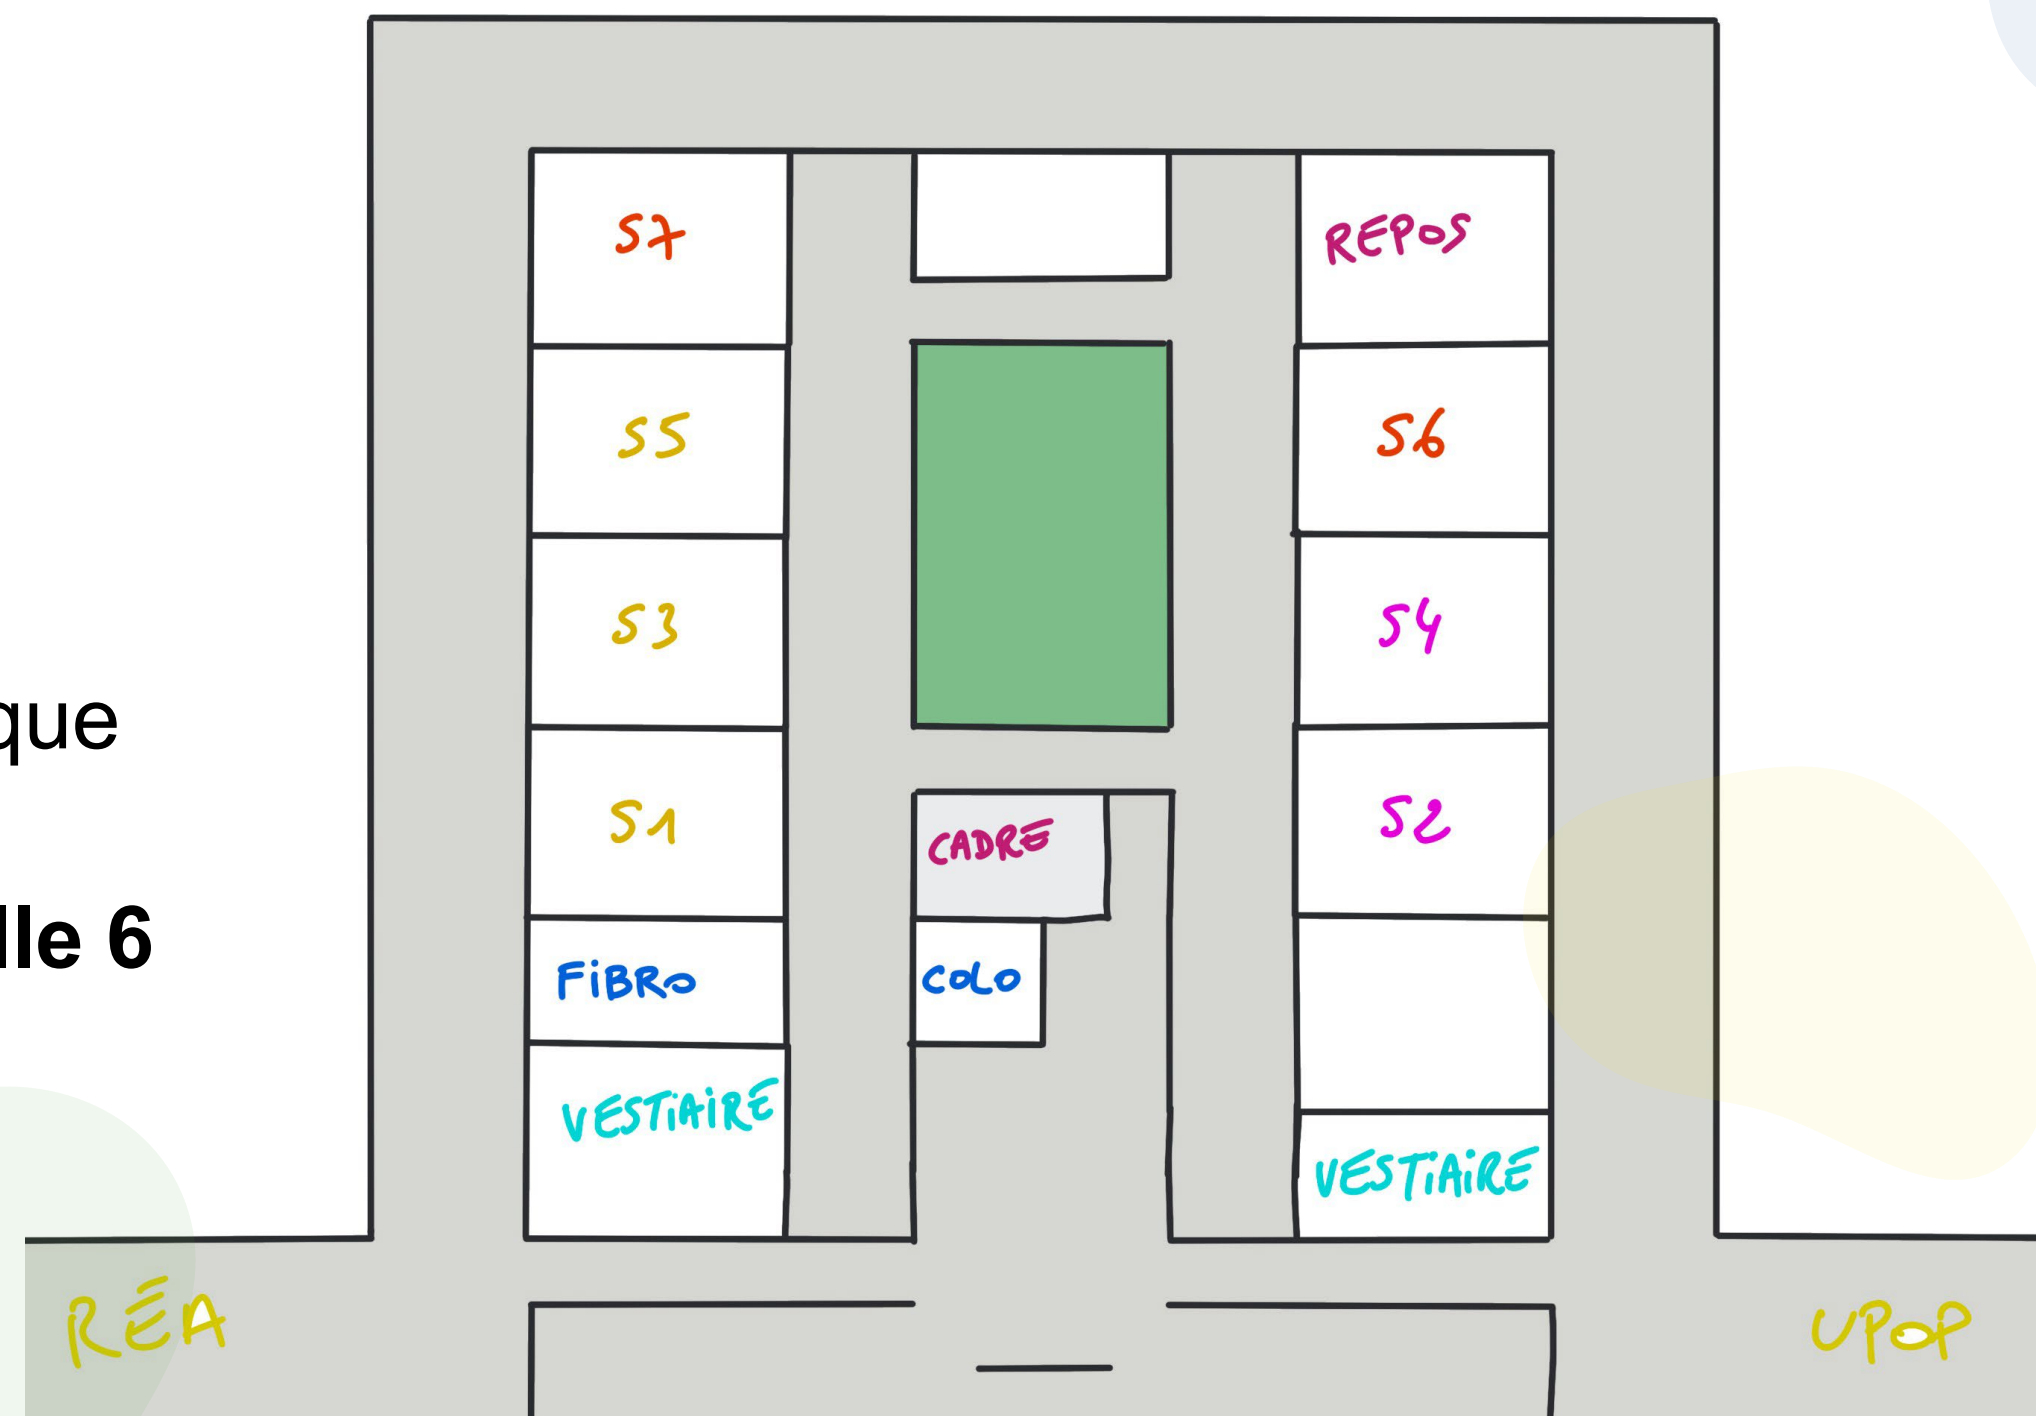 S7
REPOS
S5
S6
S3
S4
que
S1
CADRE
S2
lle 6
FiBRO
COLO
VESTiAiRE
VESTiAiRE
RÉA
UPOP